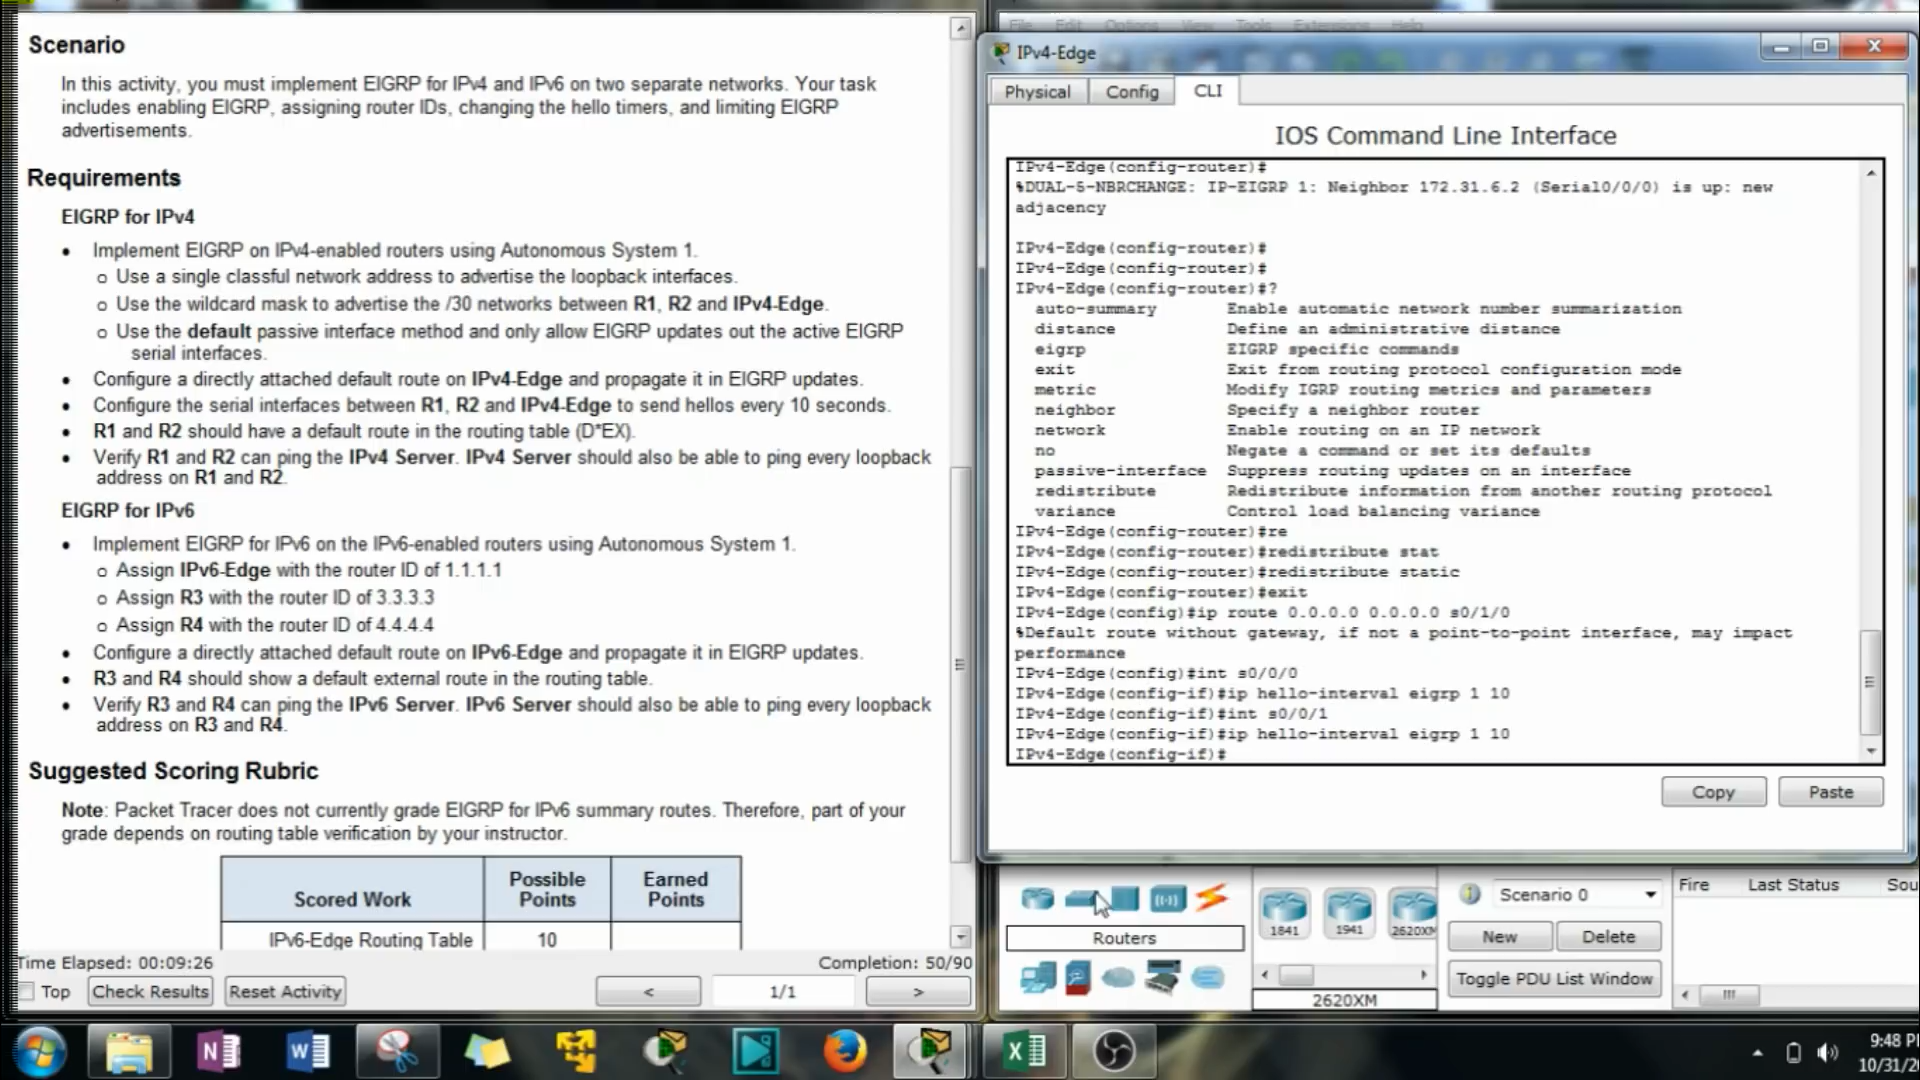 Scenario
In this activity, you must implement EIGRP for IPv4 and IPv6 on two separate networks. Your task
includes enabling EIGRP, assigning router IDs, changing the hello timers, and limiting EIGRP
advertisements.
Requirements
EIGRP for IPv4
• Implement EIGRP on IPv4-enabled routers using Autonomous System 1.
o Use a single classful network address to advertise the loopback interfaces.
o Use the wildcard mask to advertise the /30 networks between R1, R2 and IPv4-Edge.
o Use the default passive interface method and only allow EIGRP updates out the active EIGRP
serial interfaces.
• Configure a directly attached default route on IPv4-Edge and propagate it in EIGRP updates.
• Configure the serial interfaces between R1, R2 and IPv4-Edge to send hellos every 10 seconds.
• R1 and R2 should have a default route in the routing table (D*EX).
• Verify R1 and R2 can ping the IPv4 Server. IPv4 Server should also be able to ping every loopback
address on R1 and R2.
EIGRP for IPv6
• Implement EIGRP for IPv6 on the IPv6-enabled routers using Autonomous System 1.
o Assign IPv6-Edge with the router ID of 1.1.1.1
o Assign R3 with the router ID of 3.3.3.3
o Assign R4 with the router ID of 4.4.4.4
• Configure a directly attached default route on IPv6-Edge and propagate it in EIGRP updates.
• R3 and R4 should show a default external route in the routing table.
• Verify R3 and R4 can ping the IPv6 Server. IPv6 Server should also be able to ping every loopback
address on R3 and R4.
Suggested Scoring Rubric
Note: Packet Tracer does not currently grade EIGRP for IPv6 summary routes. Therefore, part of your
grade depends on routing table verification by your instructor.
Scored Work
Possible Points
Earned Points
IPv6-Edge Routing Table
10
Time Elapsed: 00:09:26
Completion: 50/90
Top
Check Results
Reset Activity
<
1/1
>
File Edit Options View Tools Extensions Help
IPv4-Edge
Physical
Config
CLI
IOS Command Line Interface
IPv4-Edge(config-router)#
%DUAL-5-NBRCHANGE: IP-EIGRP 1: Neighbor 172.31.6.2 (Serial0/0/0) is up: new
adjacency
IPv4-Edge(config-router)#
IPv4-Edge(config-router)#
IPv4-Edge(config-router)#?
auto-summary Enable automatic network number summarization
distance Define an administrative distance
eigrp EIGRP specific commands
exit Exit from routing protocol configuration mode
metric Modify IGRP routing metrics and parameters
neighbor Specify a neighbor router
network Enable routing on an IP network
no Negate a command or set its defaults
passive-interface Suppress routing updates on an interface
redistribute Redistribute information from another routing protocol
variance Control load balancing variance
IPv4-Edge(config-router)#re
IPv4-Edge(config-router)#redistribute stat
IPv4-Edge(config-router)#redistribute static
IPv4-Edge(config-router)#exit
IPv4-Edge(config)#ip route 0.0.0.0 0.0.0.0 s0/1/0
%Default route without gateway, if not a point-to-point interface, may impact
performance
IPv4-Edge(config)#int s0/0/0
IPv4-Edge(config-if)#ip hello-interval eigrp 1 10
IPv4-Edge(config-if)#int s0/0/1
IPv4-Edge(config-if)#ip hello-interval eigrp 1 10
IPv4-Edge(config-if)#
Copy
Paste
Routers
1841
1941
2620XM
2620XM
Scenario 0
New
Delete
Toggle PDU List Window
Fire
Last Status
Sou
9:48 P
10/31/2